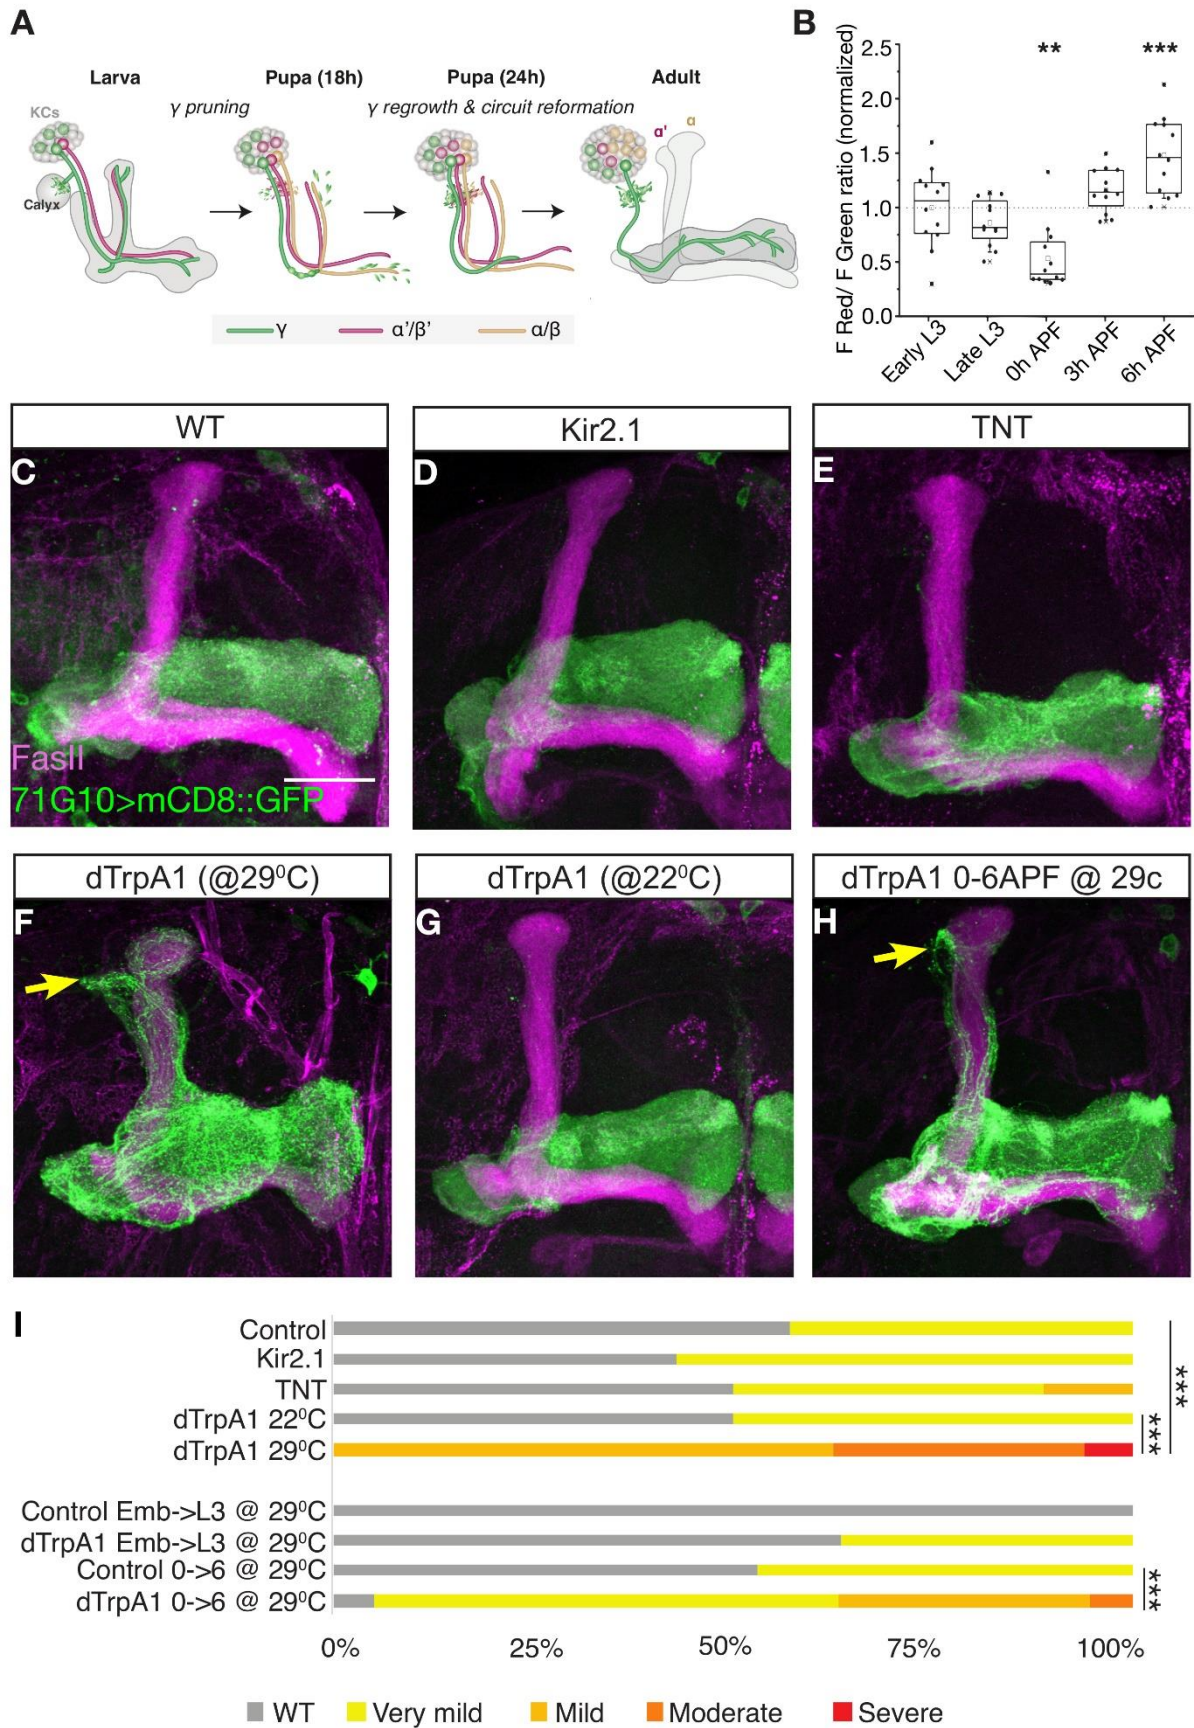 A
Larva
Pupa (18h)
Pupa (24h)
Adult
γ pruning
γ regrowth & circuit reformation
KCs
Calyx
α'
α
γ
α'/β'
α/β
B
F Red/ F Green ratio (normalized)
2.5
2.0
1.5
1.0
0.5
0.0
**
***
Early L3
Late L3
0h APF
3h APF
6h APF
WT
Kir2.1
TNT
C
D
E
FasII
71G10>mCD8::GFP
dTrpA1 (@29⁰C)
dTrpA1 (@22⁰C)
dTrpA1 0-6APF @ 29c
F
G
H
I
Control
Kir2.1
TNT
dTrpA1 22⁰C
dTrpA1 29⁰C
***
***
Control Emb->L3 @ 29⁰C
dTrpA1 Emb->L3 @ 29⁰C
Control 0->6 @ 29⁰C
dTrpA1 0->6 @ 29⁰C
***
0% 25% 50% 75% 100%
WT Very mild Mild Moderate Severe